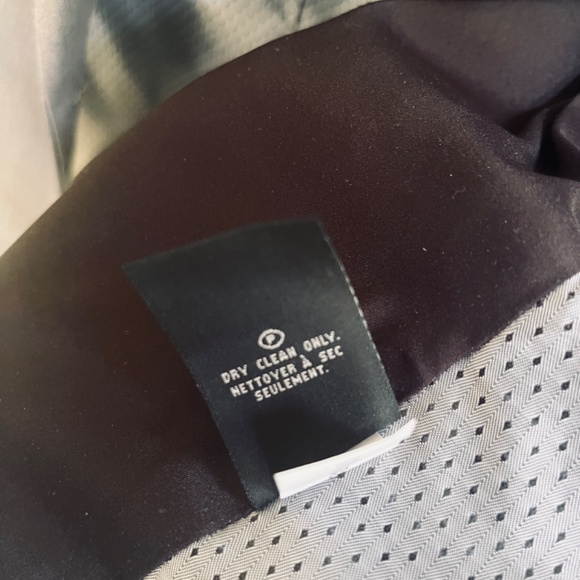 P
DRY CLEAN ONLY.
NETTOYER À SEC
SEULEMENT.